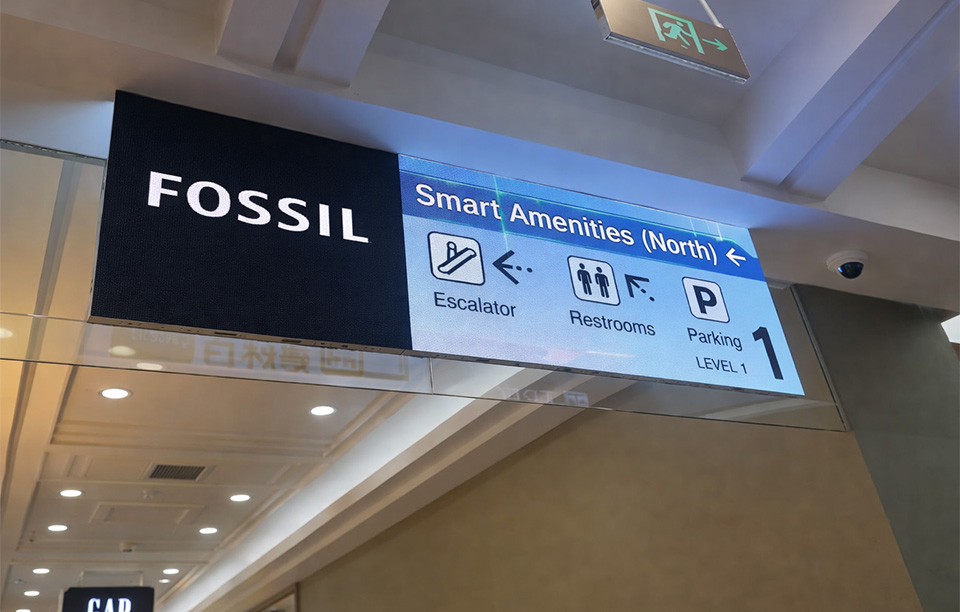 FOSSIL
Smart Amenities (North)
Escalator
Restrooms
P
Parking
LEVEL 1
1
GAP